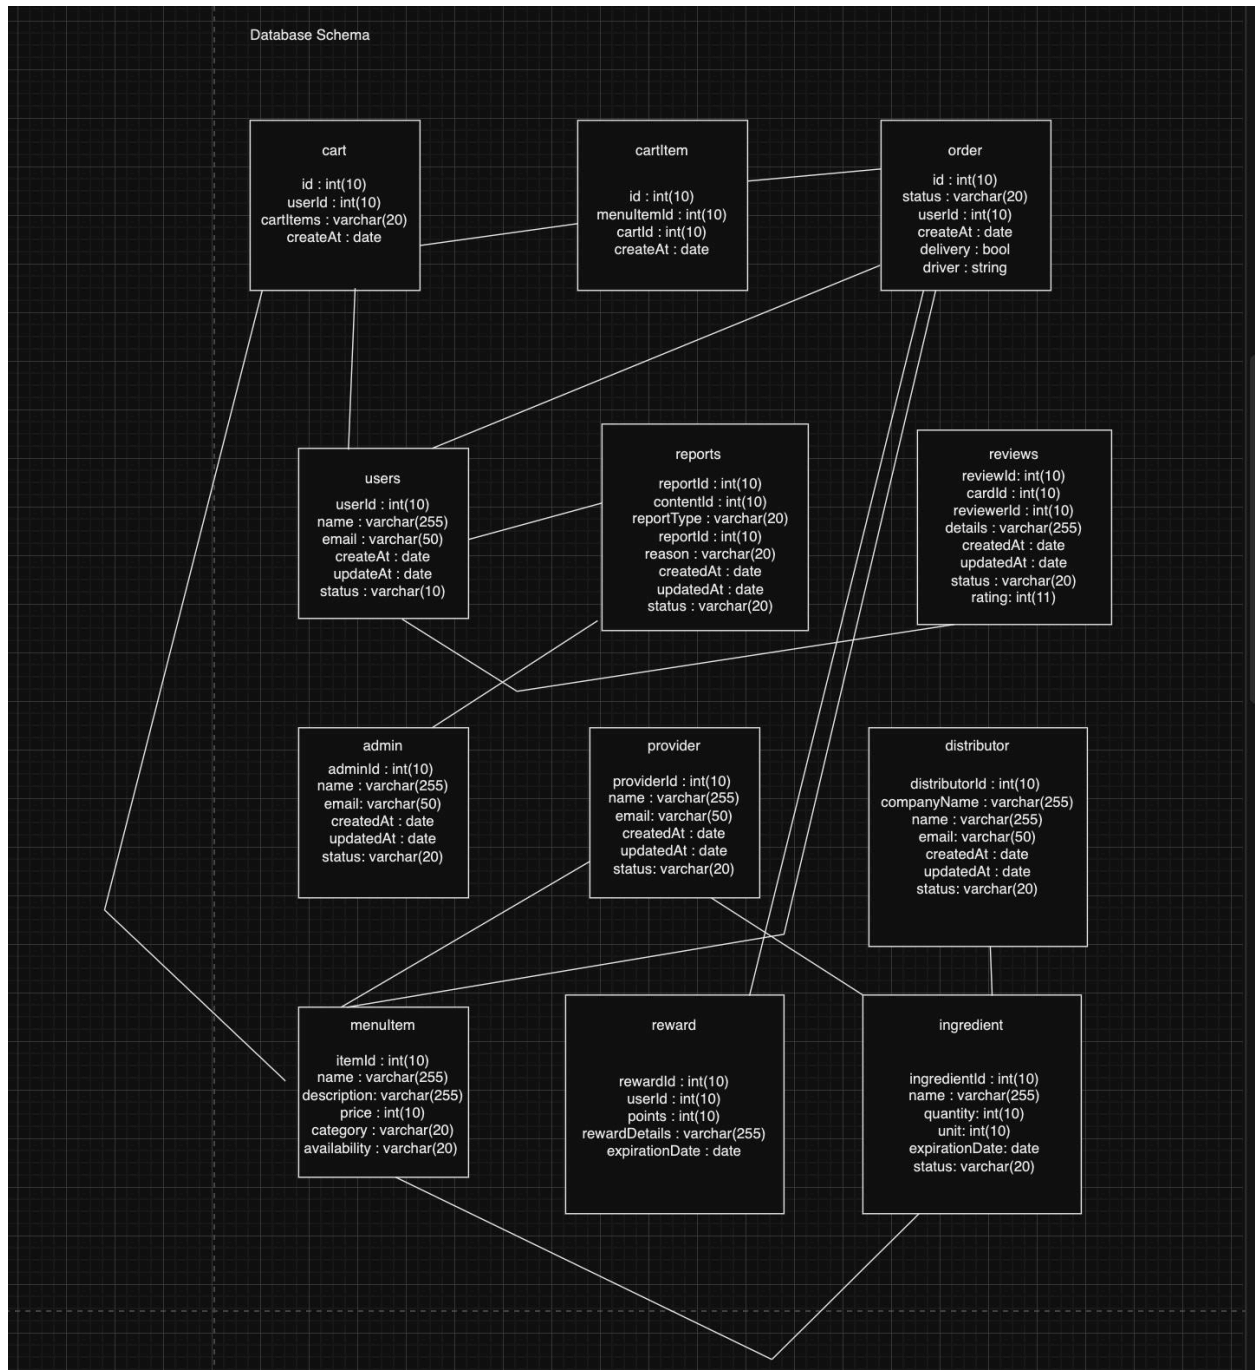 Database Schema
cart
id : int(10)
userId : int(10)
cartItems : varchar(20)
createAt : date
cartItem
id : int(10)
menuItemId : int(10)
cartId : int(10)
createAt : date
order
id : int(10)
status : varchar(20)
userId : int(10)
createAt : date
delivery : bool
driver : string
users
userId : int(10)
name : varchar(255)
email : varchar(50)
createAt : date
updateAt : date
status : varchar(10)
reports
reportId : int(10)
contentId : int(10)
reportType : varchar(20)
reportId : int(10)
reason : varchar(20)
createdAt : date
updatedAt : date
status : varchar(20)
reviews
reviewId: int(10)
cardId : int(10)
reviewerId : int(10)
details : varchar(255)
createdAt : date
updatedAt : date
status : varchar(20)
rating: int(11)
admin
adminId : int(10)
name : varchar(255)
email: varchar(50)
createdAt : date
updatedAt : date
status: varchar(20)
provider
providerId : int(10)
name : varchar(255)
email: varchar(50)
createdAt : date
updatedAt : date
status: varchar(20)
distributor
distributorId : int(10)
companyName : varchar(255)
name : varchar(255)
email: varchar(50)
createdAt : date
updatedAt : date
status: varchar(20)
menuItem
itemId : int(10)
name : varchar(255)
description: varchar(255)
price : int(10)
category : varchar(20)
availability : varchar(20)
reward
rewardId : int(10)
userId : int(10)
points : int(10)
rewardDetails : varchar(255)
expirationDate : date
ingredient
ingredientId : int(10)
name : varchar(255)
quantity: int(10)
unit: int(10)
expirationDate: date
status: varchar(20)